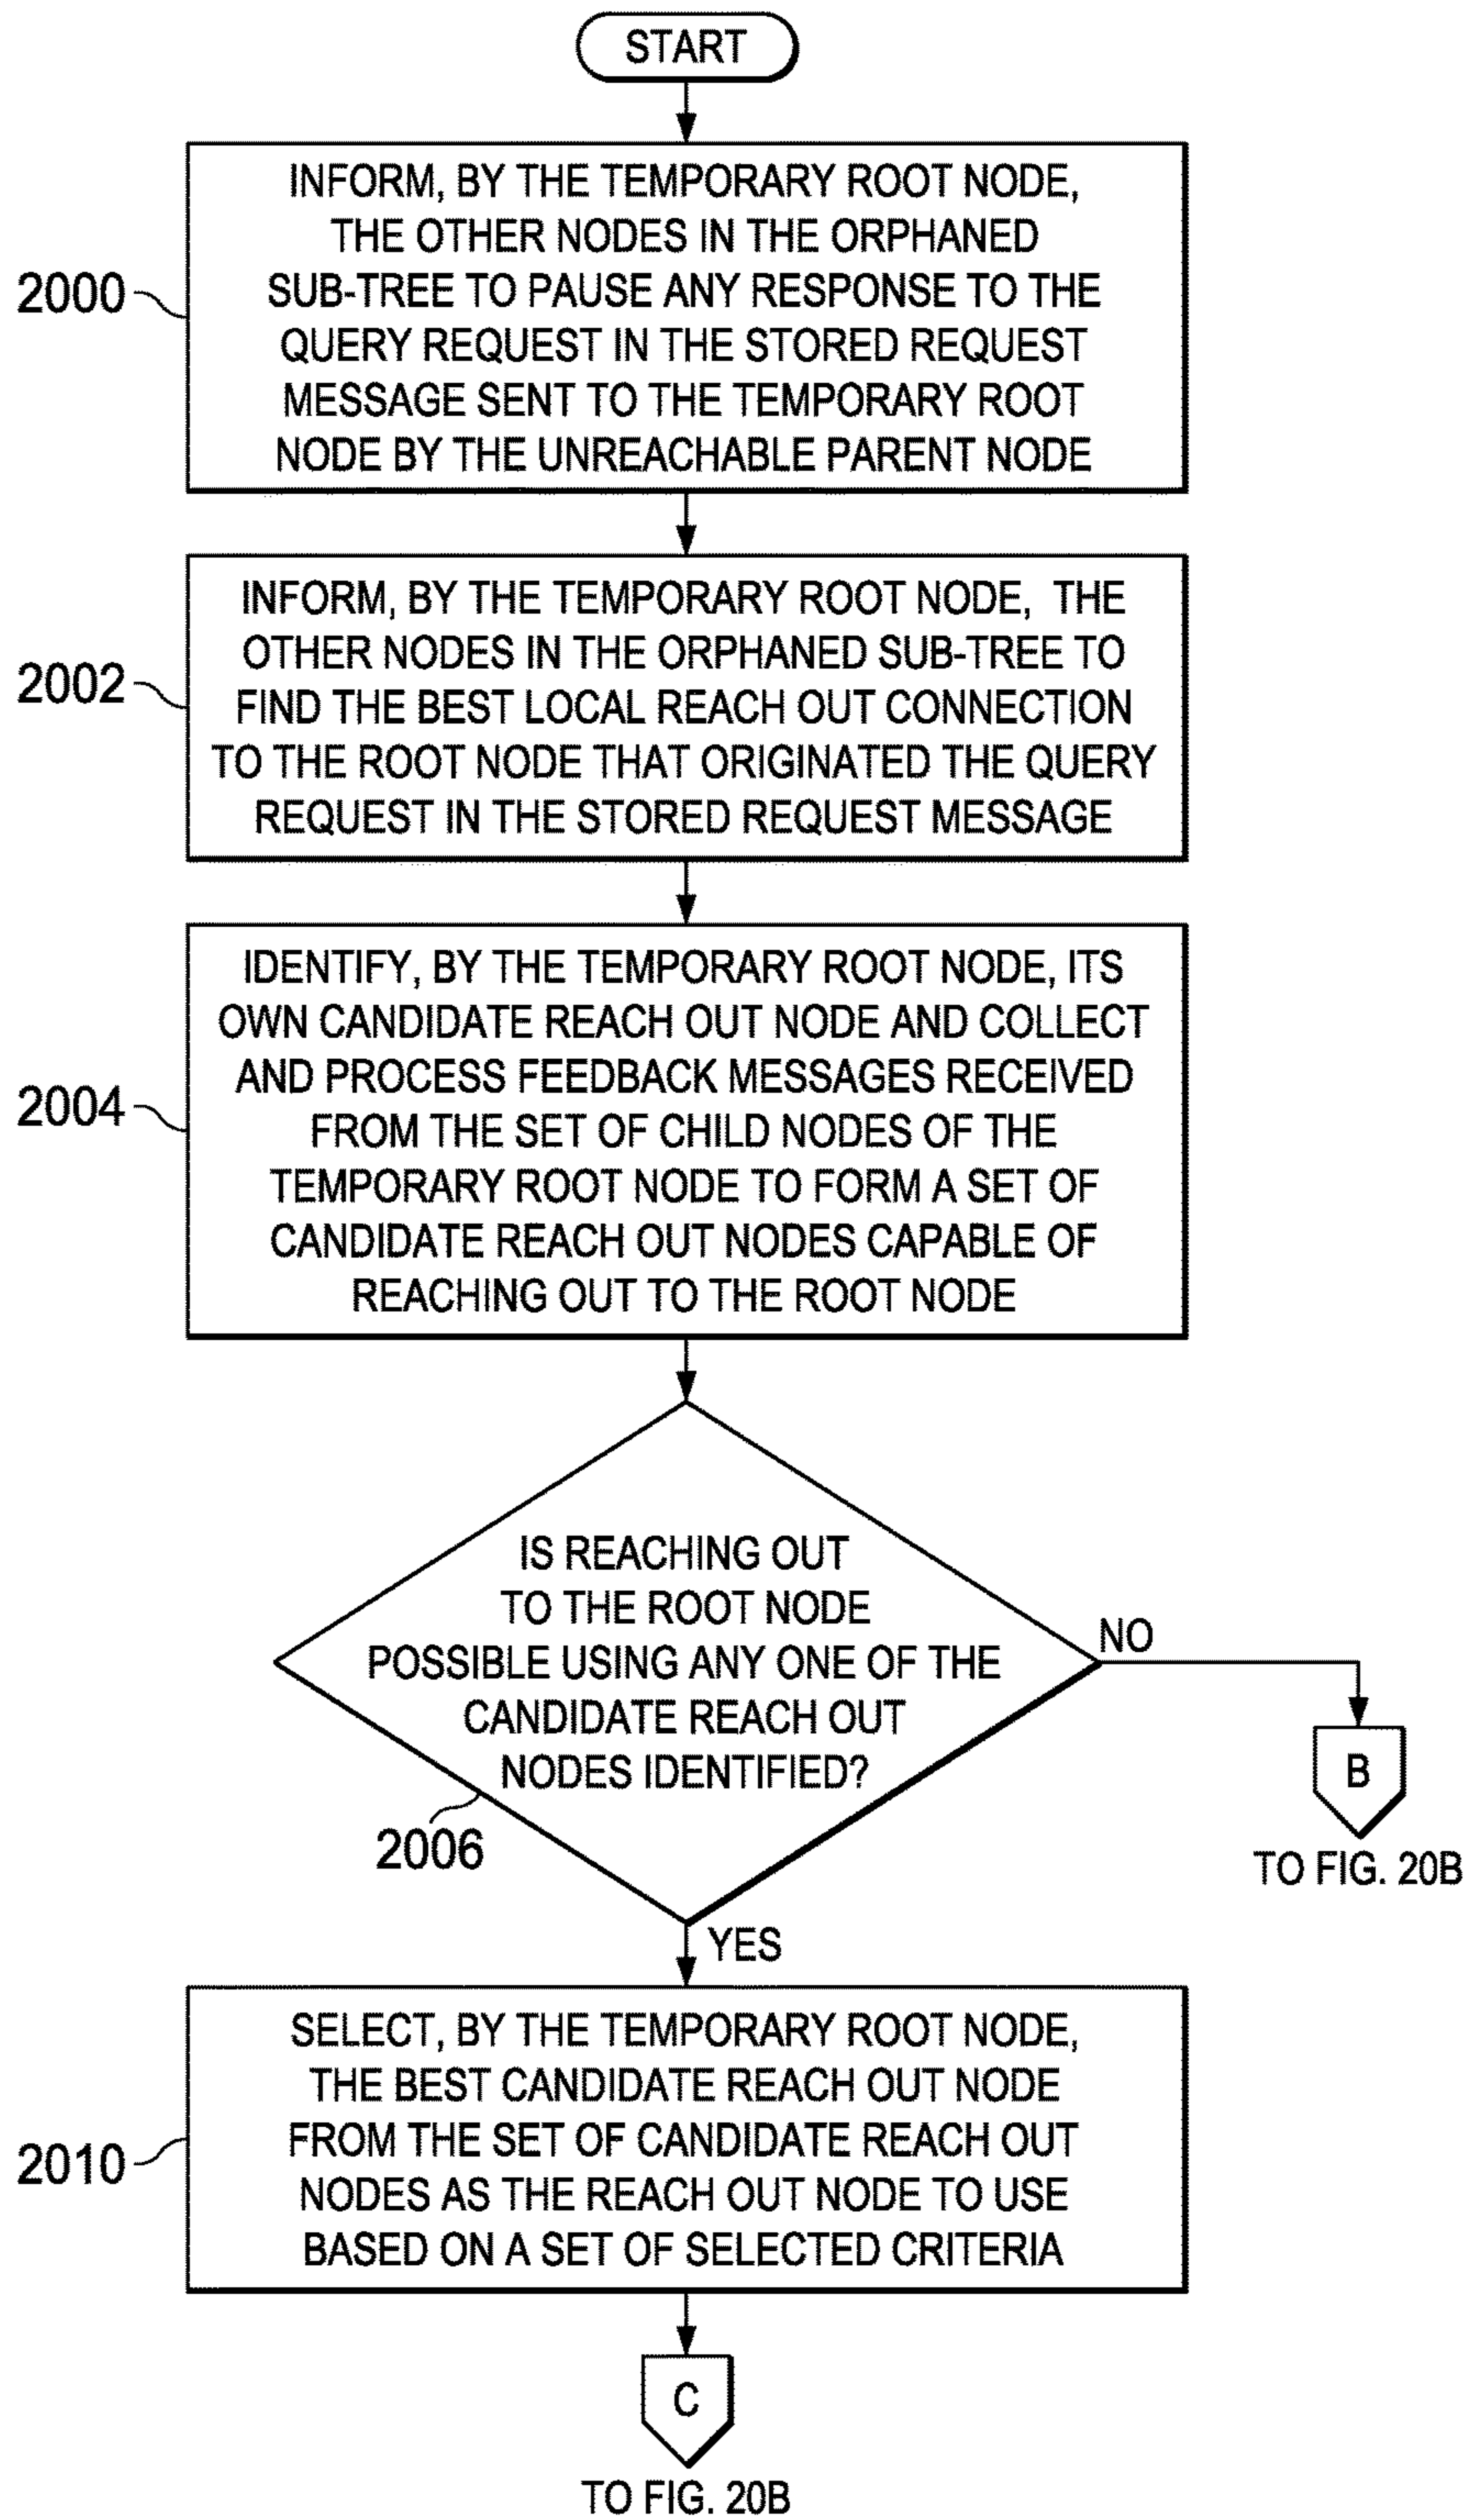 START
INFORM, BY THE TEMPORARY ROOT NODE,
THE OTHER NODES IN THE ORPHANED
SUB-TREE TO PAUSE ANY RESPONSE TO THE
QUERY REQUEST IN THE STORED REQUEST
MESSAGE SENT TO THE TEMPORARY ROOT
NODE BY THE UNREACHABLE PARENT NODE
2000
INFORM, BY THE TEMPORARY ROOT NODE, THE
OTHER NODES IN THE ORPHANED SUB-TREE TO
FIND THE BEST LOCAL REACH OUT CONNECTION
TO THE ROOT NODE THAT ORIGINATED THE QUERY
REQUEST IN THE STORED REQUEST MESSAGE
2002
IDENTIFY, BY THE TEMPORARY ROOT NODE, ITS
OWN CANDIDATE REACH OUT NODE AND COLLECT
AND PROCESS FEEDBACK MESSAGES RECEIVED
FROM THE SET OF CHILD NODES OF THE
TEMPORARY ROOT NODE TO FORM A SET OF
CANDIDATE REACH OUT NODES CAPABLE OF
REACHING OUT TO THE ROOT NODE
2004
IS REACHING OUT
TO THE ROOT NODE
POSSIBLE USING ANY ONE OF THE
CANDIDATE REACH OUT
NODES IDENTIFIED?
2006
NO
B
TO FIG. 20B
YES
SELECT, BY THE TEMPORARY ROOT NODE,
THE BEST CANDIDATE REACH OUT NODE
FROM THE SET OF CANDIDATE REACH OUT
NODES AS THE REACH OUT NODE TO USE
BASED ON A SET OF SELECTED CRITERIA
2010
C
TO FIG. 20B